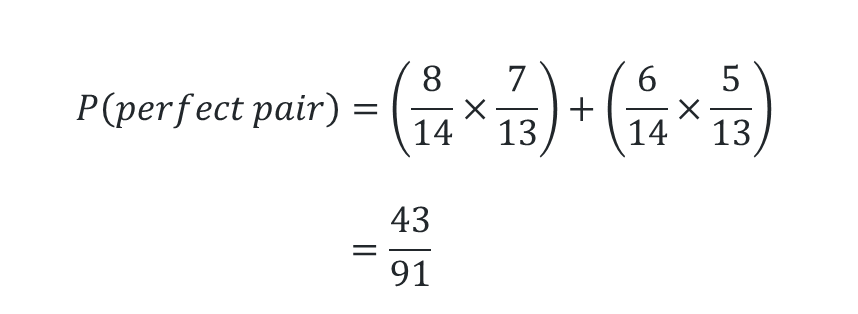 P(perfect pair) = (8/14 × 7/13) + (6/14 × 5/13)
= 43/91